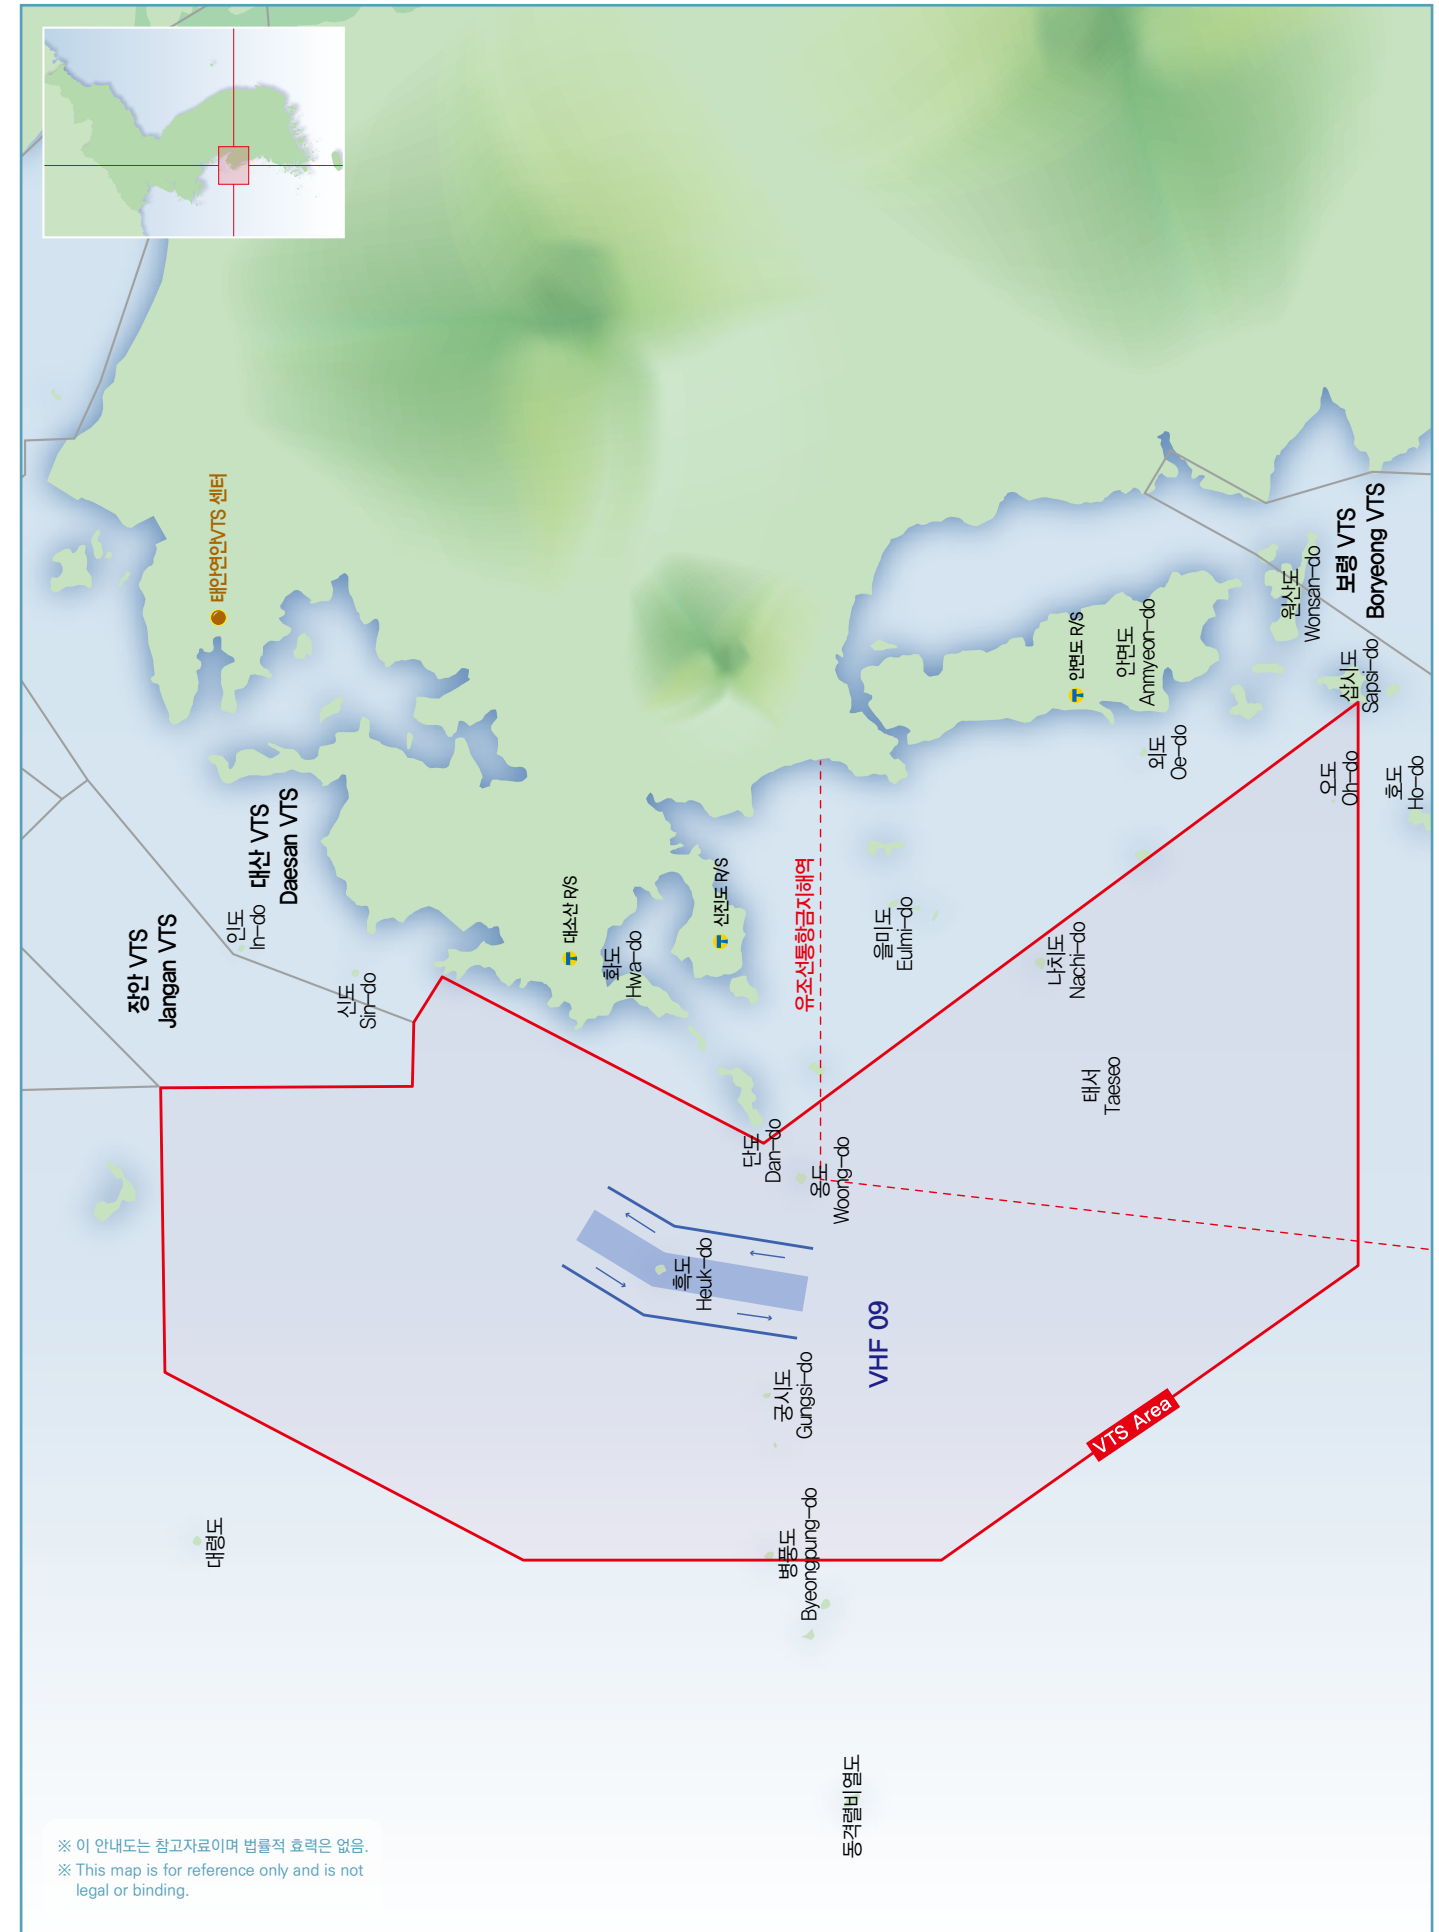 태안연안VTS 센터
장안 VTS
Jangan VTS
대산 VTS
Daesan VTS
인도
In-do
신도
Sin-do
대소산 R/S
화도
Hwa-do
신진도 R/S
유조선통항금지해역
을미도
Eulmi-do
안면도 R/S
안면도
Anmyeon-do
외도
Oe-do
원산도
Wonsan-do
보령 VTS
Boryeong VTS
삽시도
Sapsi-do
오도
Oh-do
호도
Ho-do
나치도
Nachi-do
태서
Taeseo
단도
Dan-do
옹도
Woong-do
흑도
Heuk-do
VHF 09
궁시도
Gungsi-do
VTS Area
병풍도
Byeongpung-do
대령도
동격렬비열도
※ 이 안내도는 참고자료이며 법률적 효력은 없음.
※ This map is for reference only and is not
legal or binding.